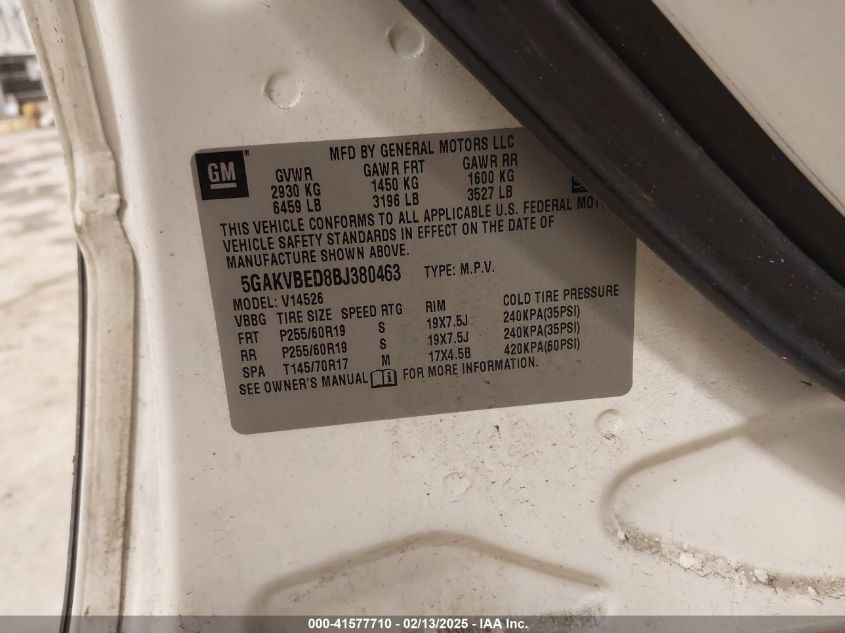 GM
MFD BY GENERAL MOTORS LLC
GVWR GAWR FRT GAWR RR
2930 KG 1450 KG 1600 KG
6459 LB 3196 LB 3527 LB
THIS VEHICLE CONFORMS TO ALL APPLICABLE U.S. FEDERAL
VEHICLE SAFETY STANDARDS IN EFFECT ON THE DATE OF
MANUFACTURE SHOWN ABOVE.
5GAKVBED8BJ380463 TYPE: M.P.V.
MODEL: V14526
VBBG TIRE SIZE SPEED RTG RIM COLD TIRE PRESSURE
FRT P255/60R19 S 19X7.5J 240KPA(35PSI)
RR P255/60R19 S 19X7.5J 240KPA(35PSI)
SPA T145/70R17 M 17X4.5B 420KPA(60PSI)
SEE OWNER'S MANUAL FOR MORE INFORMATION.
000-41577710 - 02/13/2025 - IAA Inc.